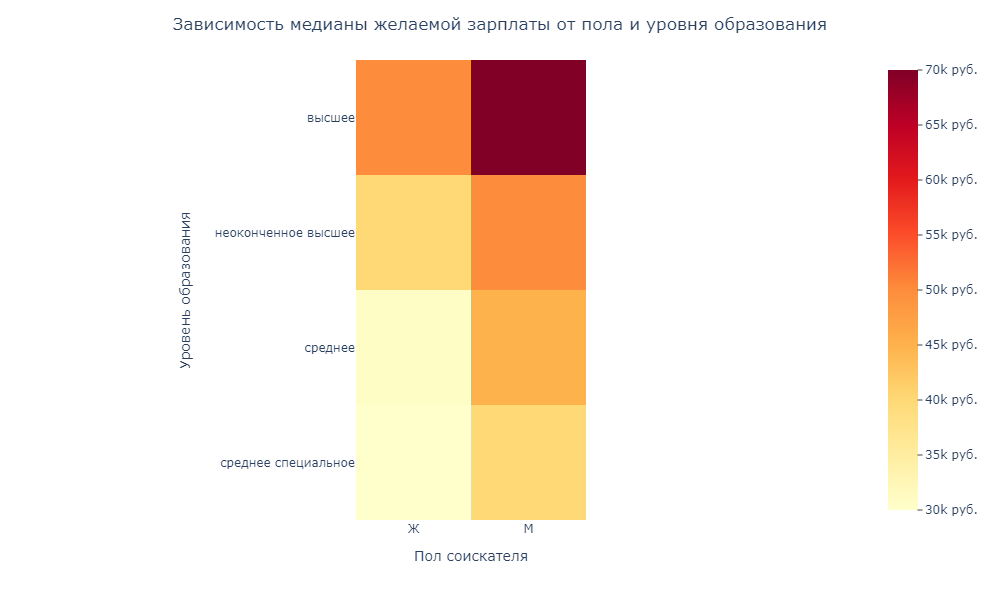 Зависимость медианы желаемой зарплаты от пола и уровня образования
Уровень образования
высшее
неоконченное высшее
среднее
среднее специальное
Ж
М
Пол соискателя
70k руб.
65k руб.
60k руб.
55k руб.
50k руб.
45k руб.
40k руб.
35k руб.
30k руб.